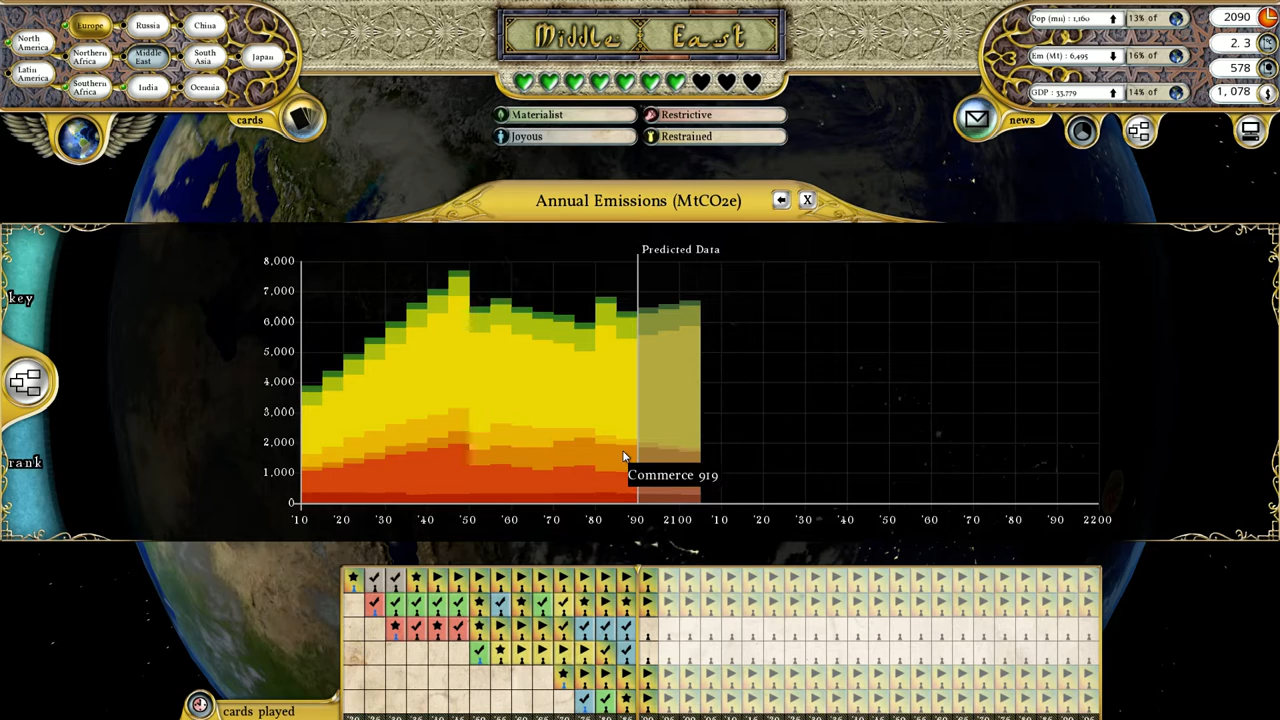 Europe
Russia
China
North America
Northern Africa
Middle East
South Asia
Japan
Latin America
Southern Africa
India
Oceania
cards
Middle East
Materialist
Restrictive
Joyous
Restrained
Pop (mn) : 1,160
13% of
2090
Em (Mt) : 6,495
16% of
2. 3
578
GDP : 33,779
14% of
1, 078
news
Annual Emissions (MtCO2e)
X
Predicted Data
key
rank
8,000
7,000
6,000
5,000
4,000
3,000
2,000
1,000
0
Commerce 919
'10 '20 '30 '40 '50 '60 '70 '80 '90 2100 '10 '20 '30 '40 '50 '60 '70 '80 '90 2200
cards played